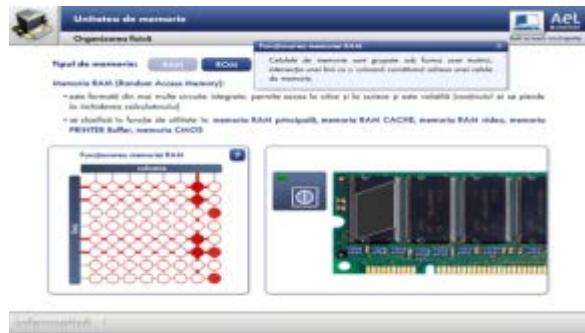 Unitatea de memorie
AeL
Organizarea fizică
Funcționarea memoriei RAM
Tipul de memorie: RAM ROM
Celulele de memorie sunt grupate sub forma unei matrice,
intersecția unei linii cu o coloană constituind adresa unei celule
de memorie.
Memoria RAM (Random Access Memory):
• este formată din mai multe circuite integrate, permite acces la citire și la scriere și este volatilă (conținutul ei se pierde
la închiderea calculatorului)
• se clasifică în funcție de utilitate în: memoria RAM principală, memoria RAM CACHE, memoria RAM video, memoria
PRINTER Buffer, memoria CMOS
Funcționarea memoriei RAM ?
coloane
linii
informatică